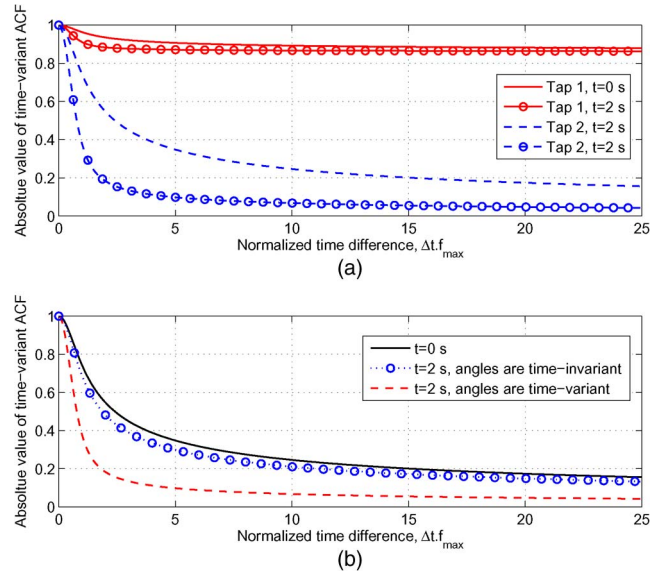 Absoltue value of time-variant ACF
1
0.8
0.6
0.4
0.2
0
0
5
10
15
20
25
Tap 1, t=0 s
Tap 1, t=2 s
Tap 2, t=2 s
Tap 2, t=2 s
Normalized time difference, Δt.fmax
(a)
Absoltue value of time-variant ACF
1
0.8
0.6
0.4
0.2
0
0
5
10
15
20
25
t=0 s
t=2 s, angles are time-invariant
t=2 s, angles are time-variant
Normalized time difference, Δt.fmax
(b)